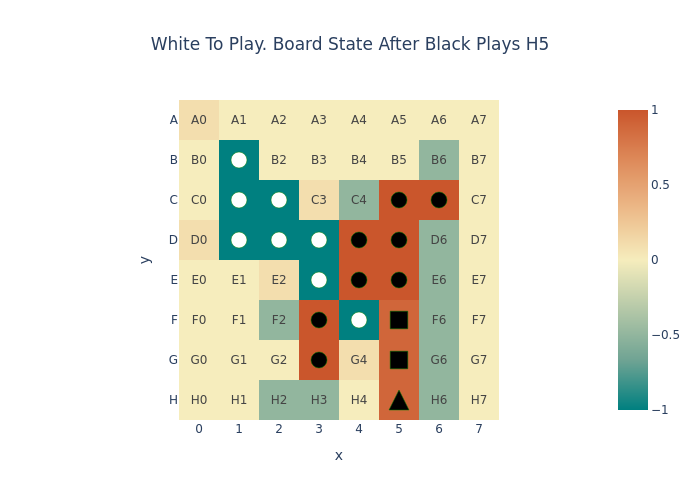 White To Play. Board State After Black Plays H5
A A0 A1 A2 A3 A4 A5 A6 A7
B B0 B2 B3 B4 B5 B6 B7
C C0 C3 C4 C7
D D0 D6 D7
E E0 E1 E2 E6 E7
F F0 F1 F2 F6 F7
G G0 G1 G2 G4 G6 G7
H H0 H1 H2 H3 H4 H6 H7
0 1 2 3 4 5 6 7
x
y
1
0.5
0
−0.5
−1